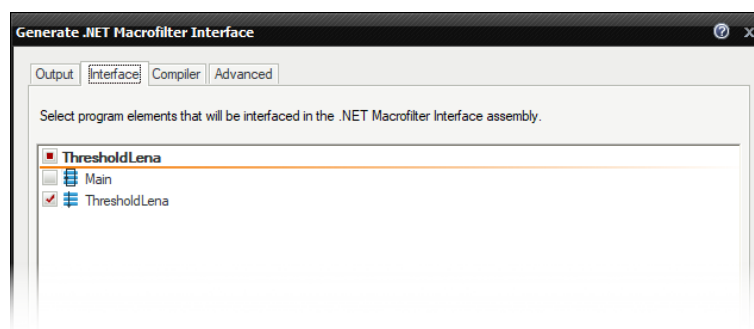 Generate .NET Macrofilter Interface
Output Interface Compiler Advanced
Select program elements that will be interfaced in the .NET Macrofilter Interface assembly.
ThresholdLena
Main
ThresholdLena